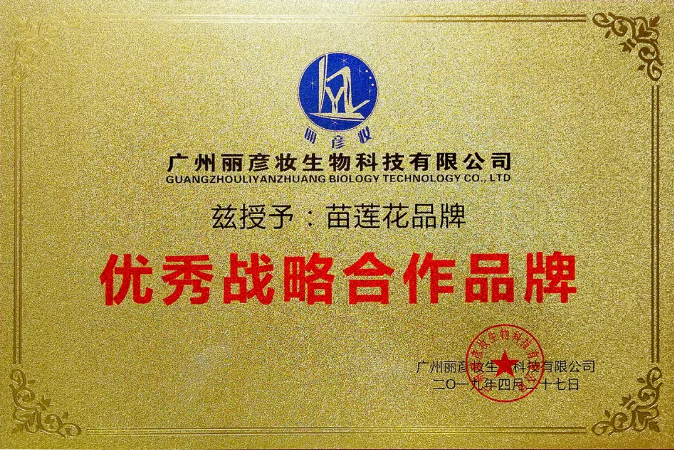 丽彦妆
广州丽彦妆生物科技有限公司
GUANGZHOULIYANZHUANG BIOLOGY TECHNOLOGY CO., LTD
兹授予：苗莲花品牌
优秀战略合作品牌
广州丽彦妆生物科技有限公司
二〇一九年四月二十七日